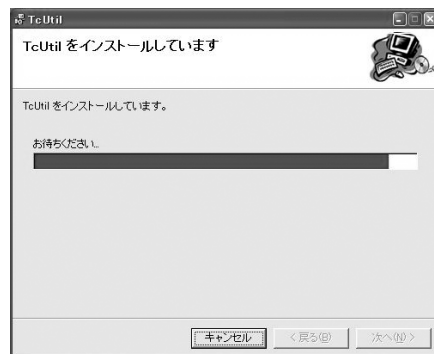 TcUtil
TcUtil をインストールしています
TcUtil をインストールしています。
お待ちください...
キャンセル
< 戻る(B)
次へ(N) >